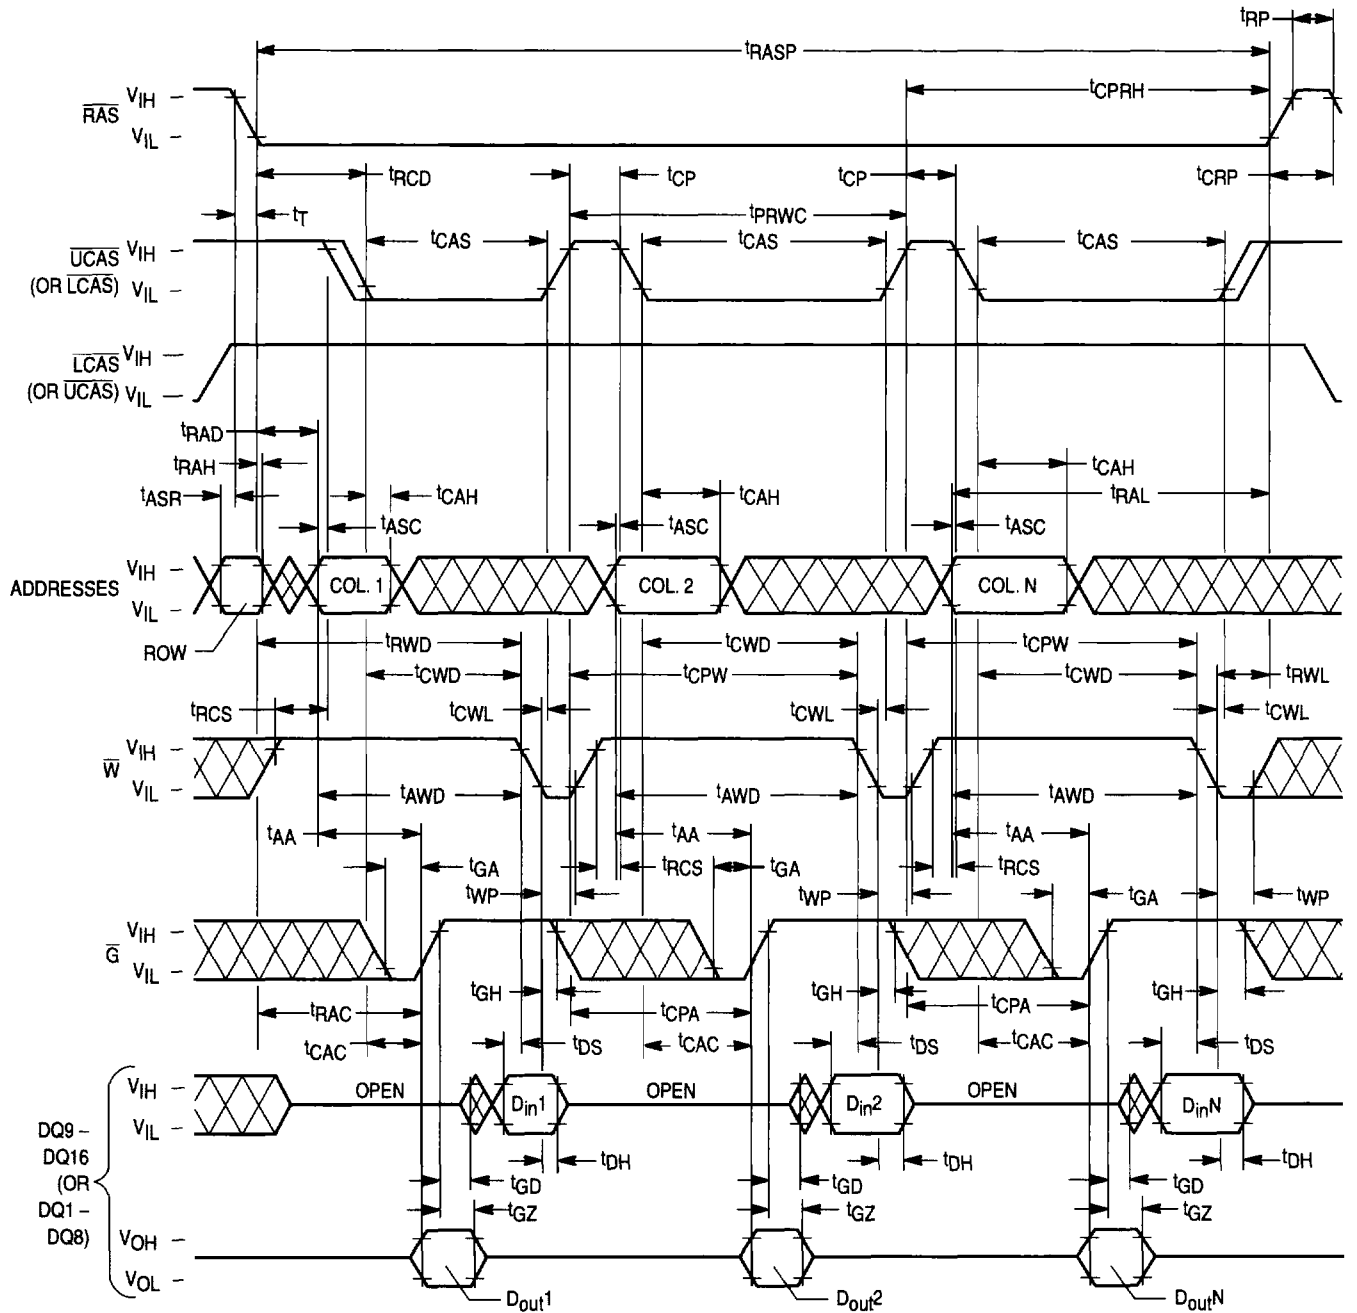 tRP
tRASP
tCPRH
RAS VIH
VIL
tRCD tCP tCP tCRP
tT tPRWC
UCAS VIH tCAS tCAS tCAS
(OR LCAS) VIL
LCAS VIH
(OR UCAS) VIL
tRAD
tRAH tCAH
tASR tCAH tCAH tRAL
tASC tASC tASC
ADDRESSES VIH COL. 1 COL. 2 COL. N
VIL
ROW tRWD tCWD tCPW
tCWD tCPW tCWD tRWL
tRCS tCWL tCWL tCWL
W VIH
VIL
tAWD tAWD tAWD
tAA tAA tAA
tGA tRCS tGA tRCS tGA
tWP tWP tWP
G VIH
VIL
tGH tGH tGH
tRAC tCPA tCPA
tCAC tDS tCAC tDS tCAC tDS
VIH OPEN Din1 OPEN Din2 OPEN DinN
VIL
DQ9 –
DQ16
(OR
DQ1 –
DQ8)
tDH tDH tDH
tGD tGD tGD
tGZ tGZ tGZ
VOH
VOL
Dout1 Dout2 DoutN